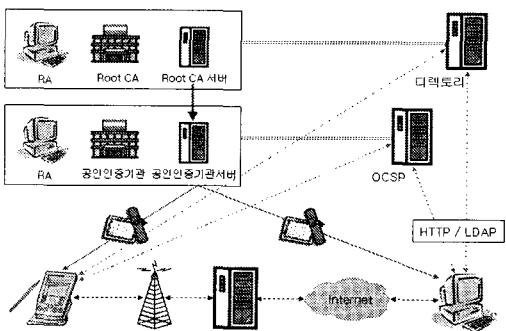 RA Root CA Root CA 서버
디렉토리
RA 공인인증기관 공인인증기관서버
OCSP
HTTP / LDAP
Internet